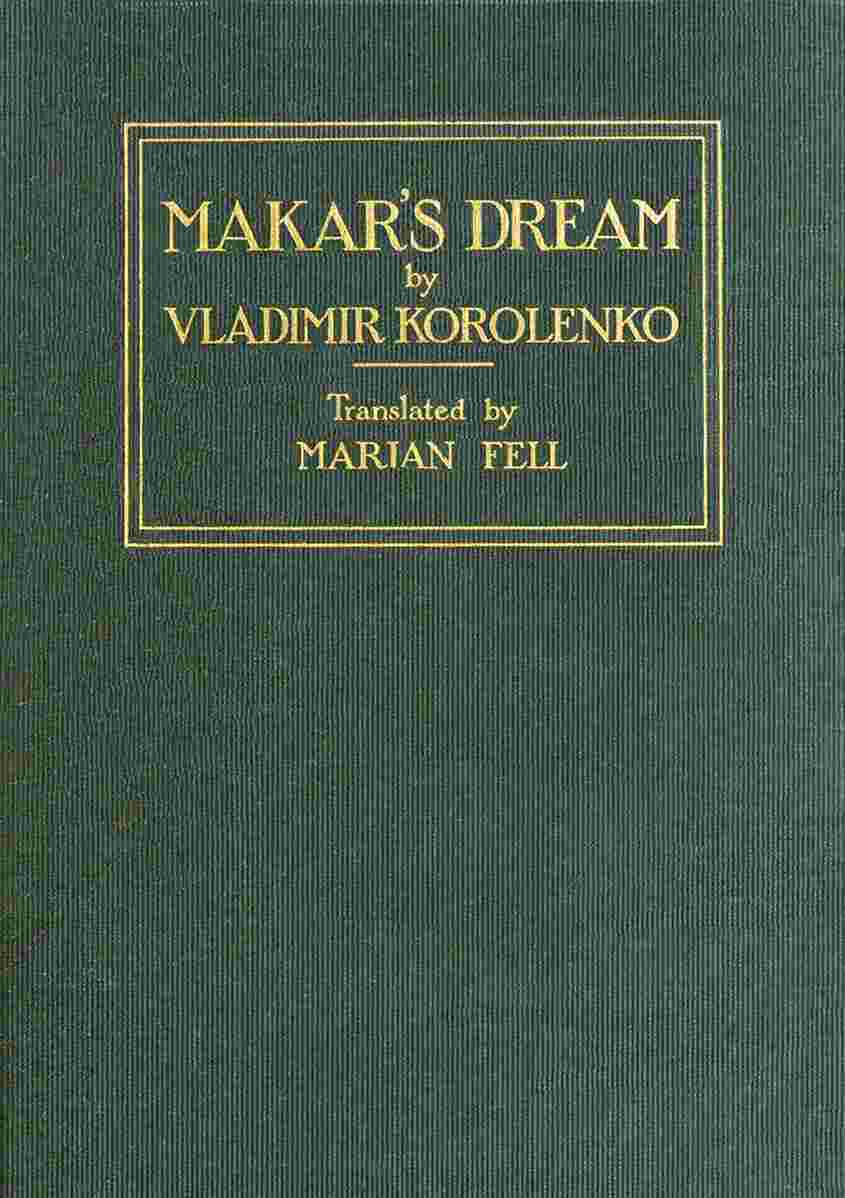 MAKAR'S DREAM
by
VLADIMIR KOROLENKO
Translated by
MARIAN FELL